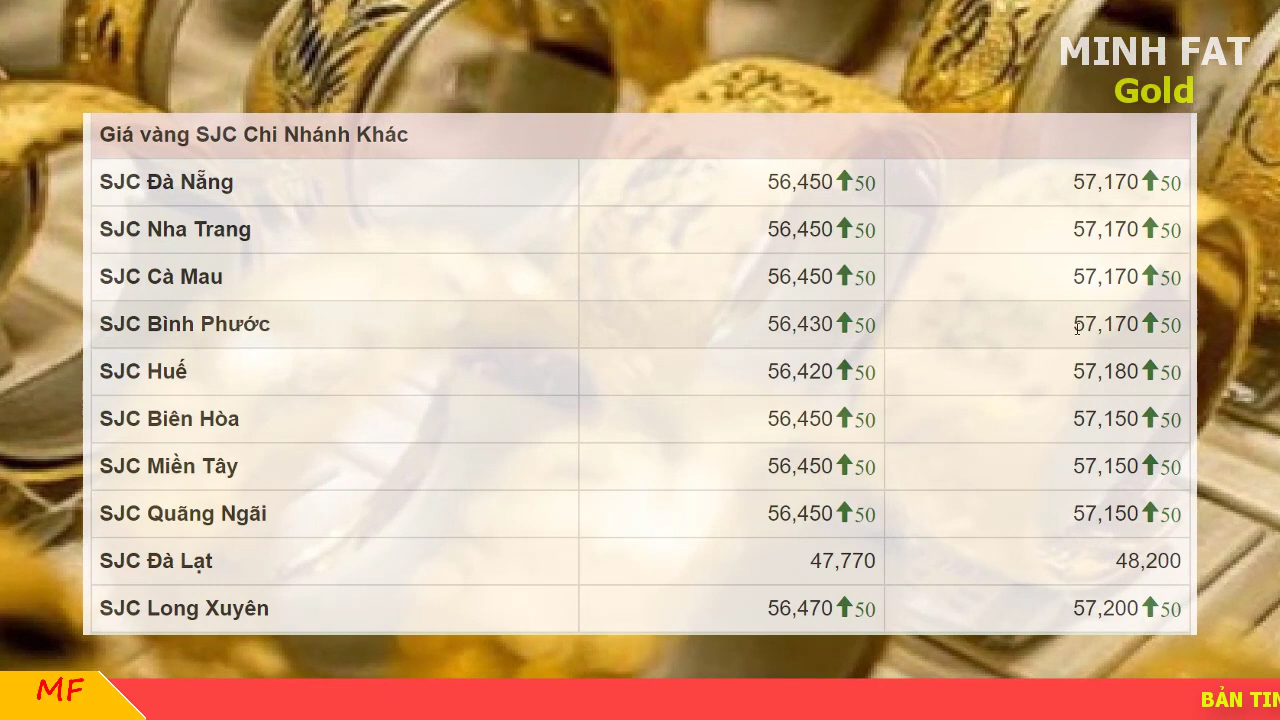 MINH FAT
Gold
Giá vàng SJC Chi Nhánh Khác
SJC Đà Nẵng 56,450 50 57,170 50
SJC Nha Trang 56,450 50 57,170 50
SJC Cà Mau 56,450 50 57,170 50
SJC Bình Phước 56,430 50 57,170 50
SJC Huế 56,420 50 57,180 50
SJC Biên Hòa 56,450 50 57,150 50
SJC Miền Tây 56,450 50 57,150 50
SJC Quãng Ngãi 56,450 50 57,150 50
SJC Đà Lạt 47,770 48,200
SJC Long Xuyên 56,470 50 57,200 50
MF
BẢN TIN